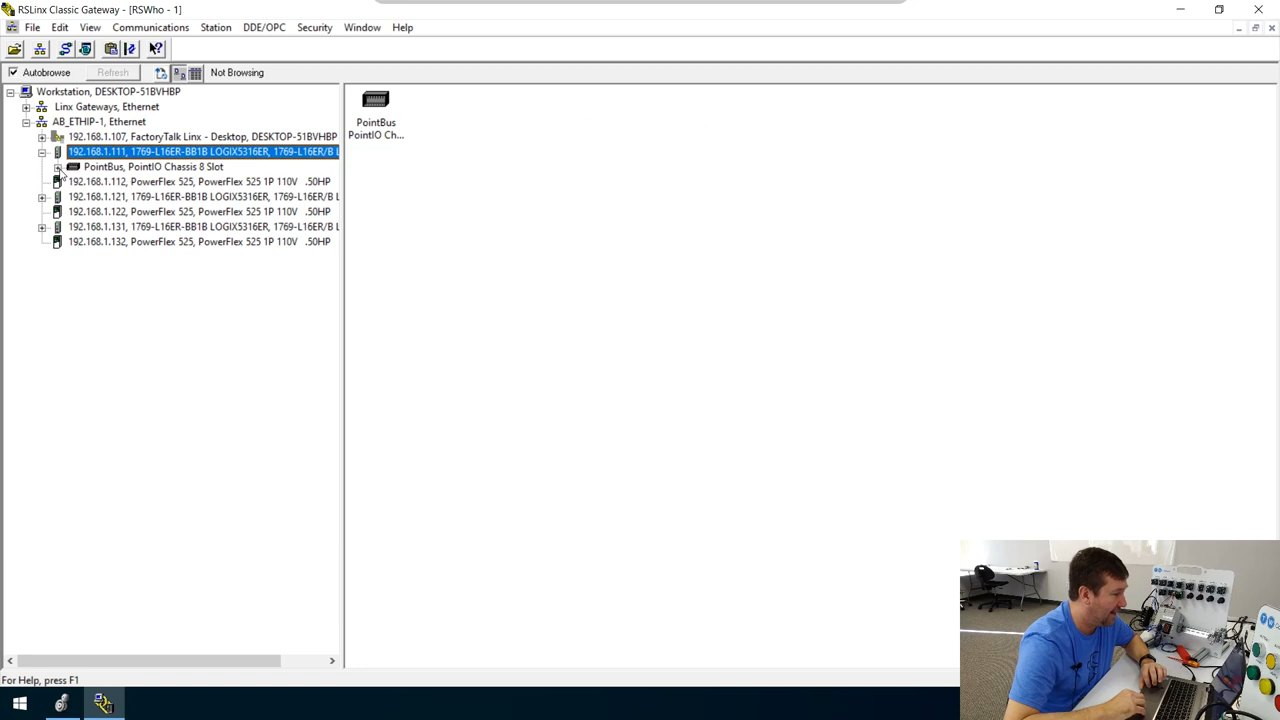 RSLinx Classic Gateway - [RSWho - 1]
File Edit View Communications Station DDE/OPC Security Window Help
Autobrowse Refresh Not Browsing
Workstation, DESKTOP-51BVHBP
Linx Gateways, Ethernet
AB_ETHIP-1, Ethernet
192.168.1.107, FactoryTalk Linx - Desktop, DESKTOP-51BVHBP
192.168.1.111, 1769-L16ER-BB1B LOGIX5316ER, 1769-L16ER/B L
PointBus, PointIO Chassis 8 Slot
192.168.1.112, PowerFlex 525, PowerFlex 525 1P 110V .50HP
192.168.1.121, 1769-L16ER-BB1B LOGIX5316ER, 1769-L16ER/B L
192.168.1.122, PowerFlex 525, PowerFlex 525 1P 110V .50HP
192.168.1.131, 1769-L16ER-BB1B LOGIX5316ER, 1769-L16ER/B L
192.168.1.132, PowerFlex 525, PowerFlex 525 1P 110V .50HP
PointBus
PointIO Ch...
For Help, press F1